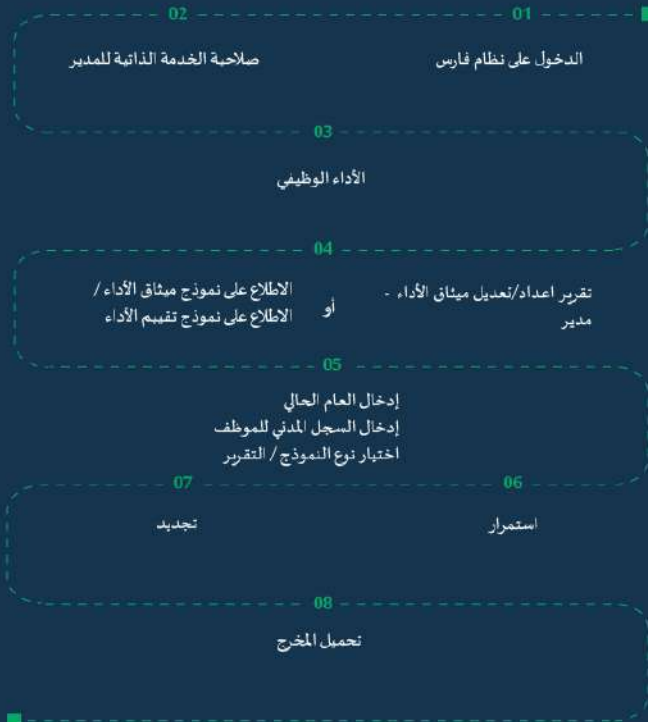 01
الدخول على نظام فارس
02
صلاحية الخدمة الذاتية للمدير
03
الأداء الوظيفي
04
تقرير اعداد/تعديل ميثاق الأداء -
مدير
أو
الاطلاع على نموذج ميثاق الأداء /
الاطلاع على نموذج تقييم الأداء
05
إدخال العام الحالي
إدخال السجل المدني للموظف
اختيار نوع النموذج / التقرير
06
استمرار
07
تجديد
08
تحميل المخرج